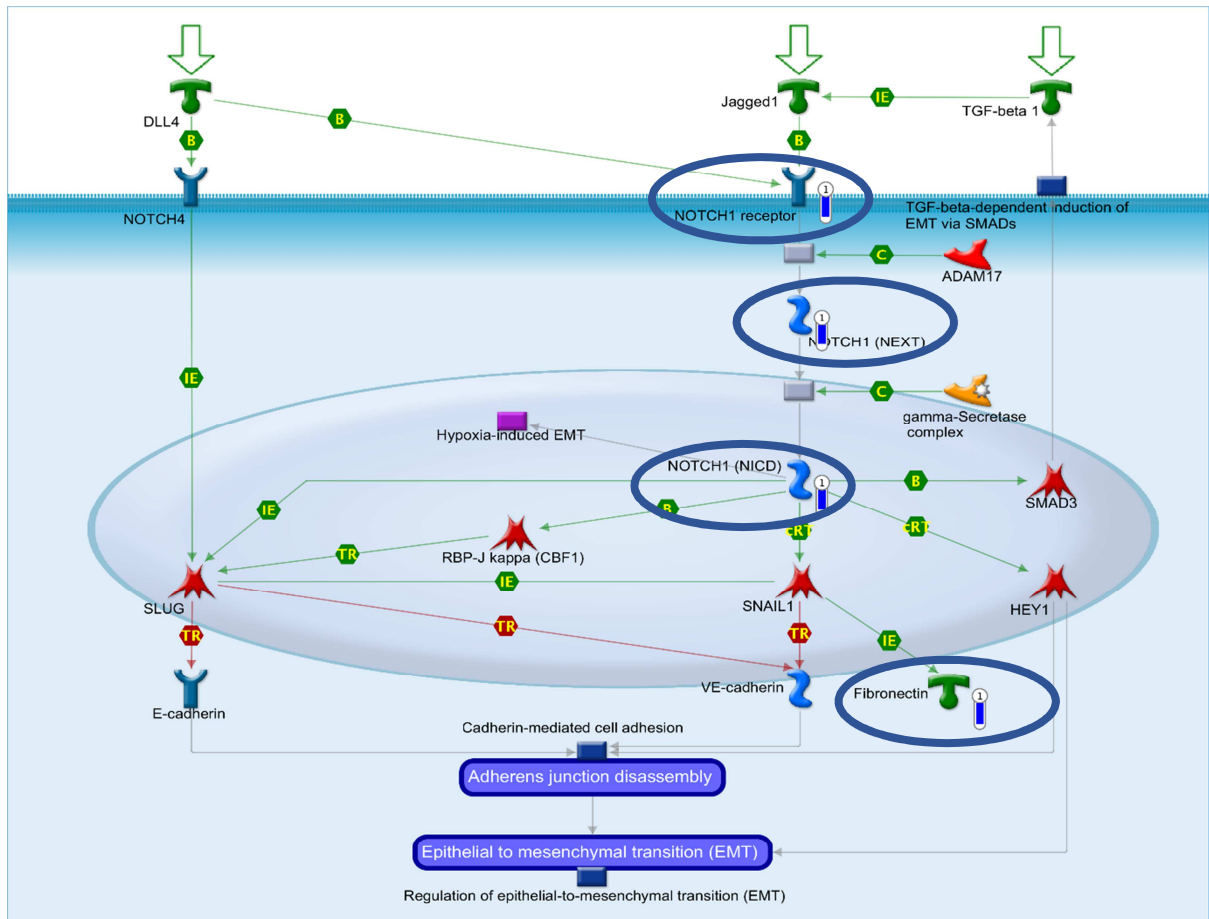 DLL4
B
B
Jagged1
IE
TGF-beta 1
B
NOTCH4
NOTCH1 receptor
1
TGF-beta-dependent induction of
EMT via SMADs
C
ADAM17
1
NOTCH1 (NEXT)
IE
C
gamma-Secretase
complex
Hypoxia-induced EMT
NOTCH1 (NICD)
1
B
SMAD3
IE
B
cRT
cRT
TR
RBP-J kappa (CBF1)
SLUG
IE
SNAIL1
HEY1
TR
TR
TR
IE
E-cadherin
VE-cadherin
Fibronectin
1
Cadherin-mediated cell adhesion
Adherens junction disassembly
Epithelial to mesenchymal transition (EMT)
Regulation of epithelial-to-mesenchymal transition (EMT)